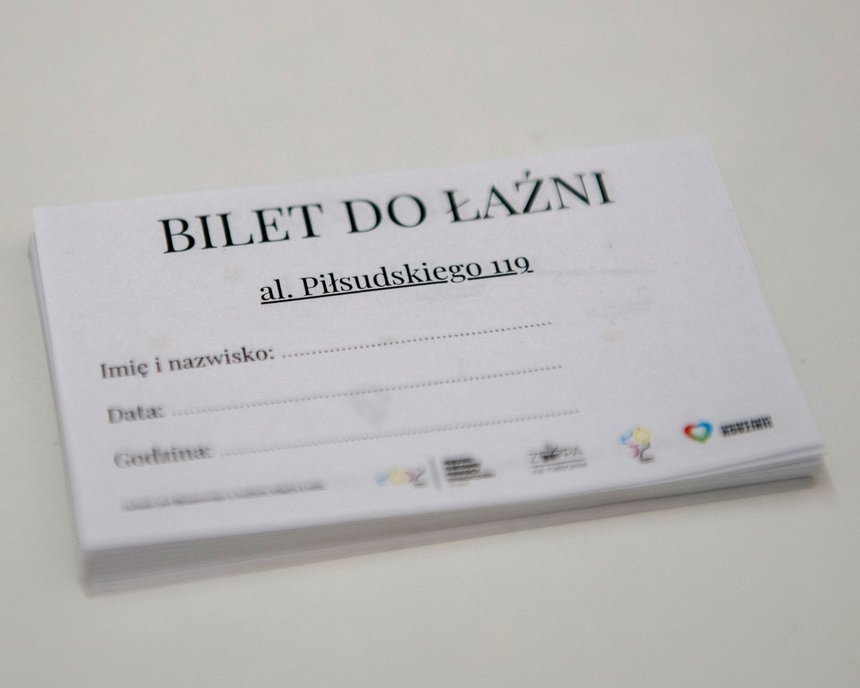 BILET DO ŁAŹNI
al. Piłsudskiego 119
Imię i nazwisko: ........................................................
Data: ........................................................................
Godzina: ..................................................................